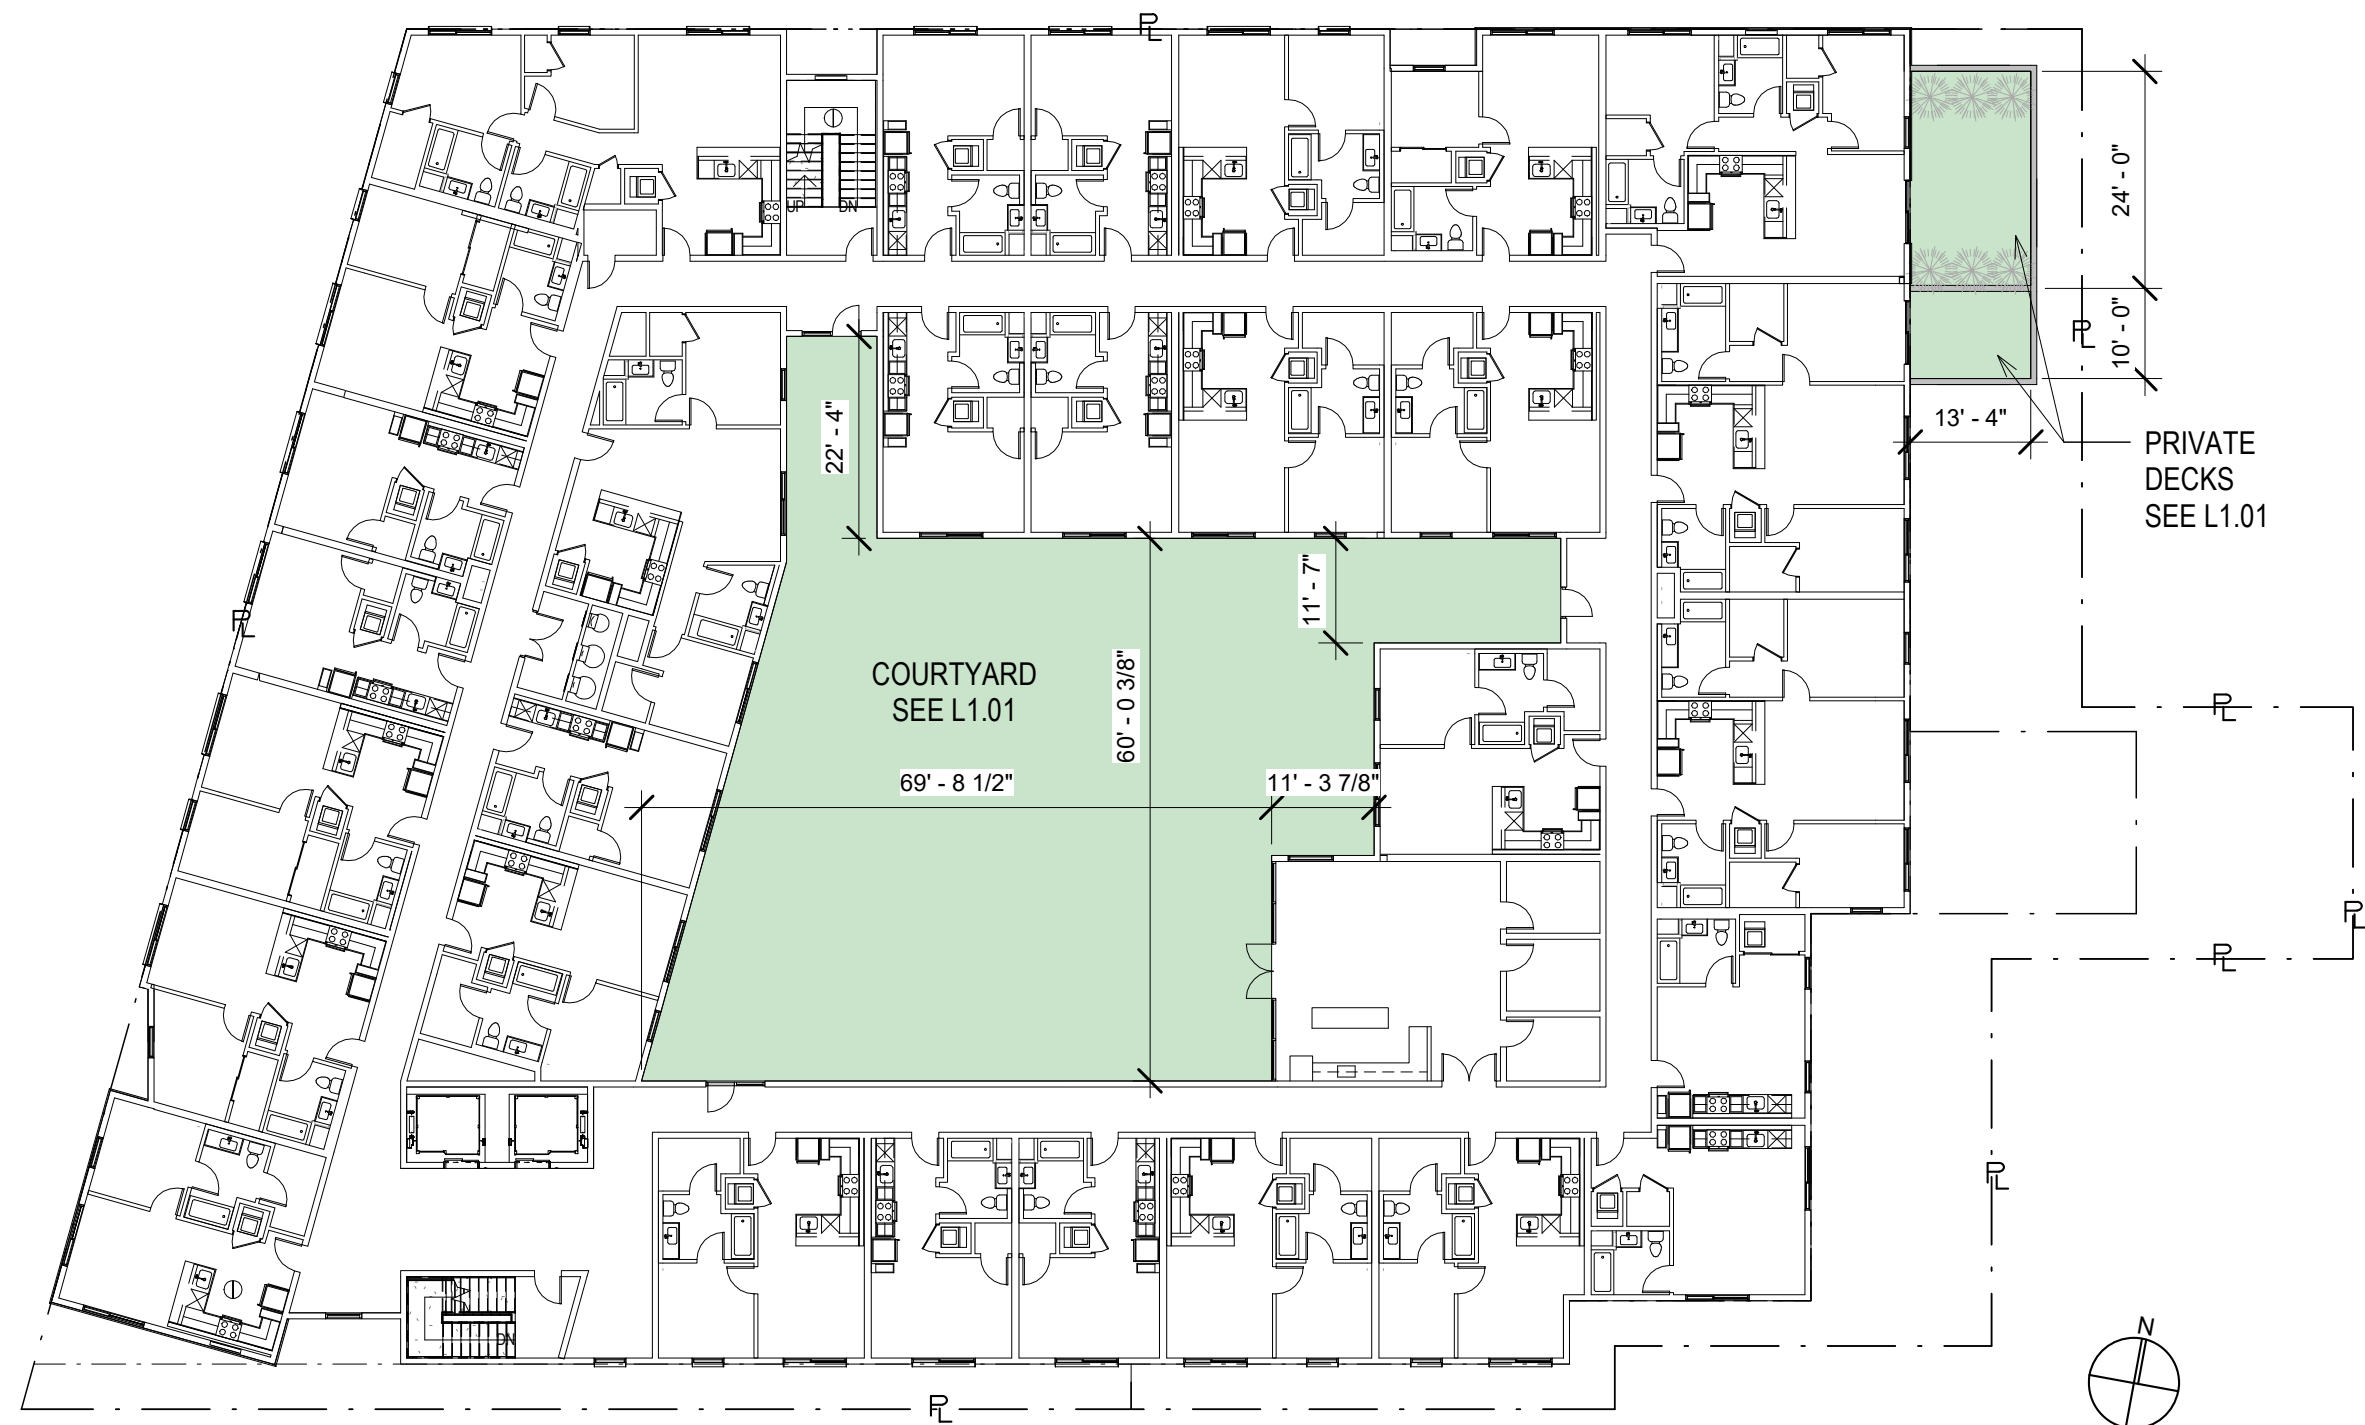 PL
UP
DN
24' - 0"
10' - 0"
PL
13' - 4"
PRIVATE
DECKS
SEE L1.01
22' - 4"
11' - 7"
PL
COURTYARD
SEE L1.01
60' - 0 3/8"
69' - 8 1/2"
11' - 3 7/8"
PL
PL
PL
PL
DN
N
PL